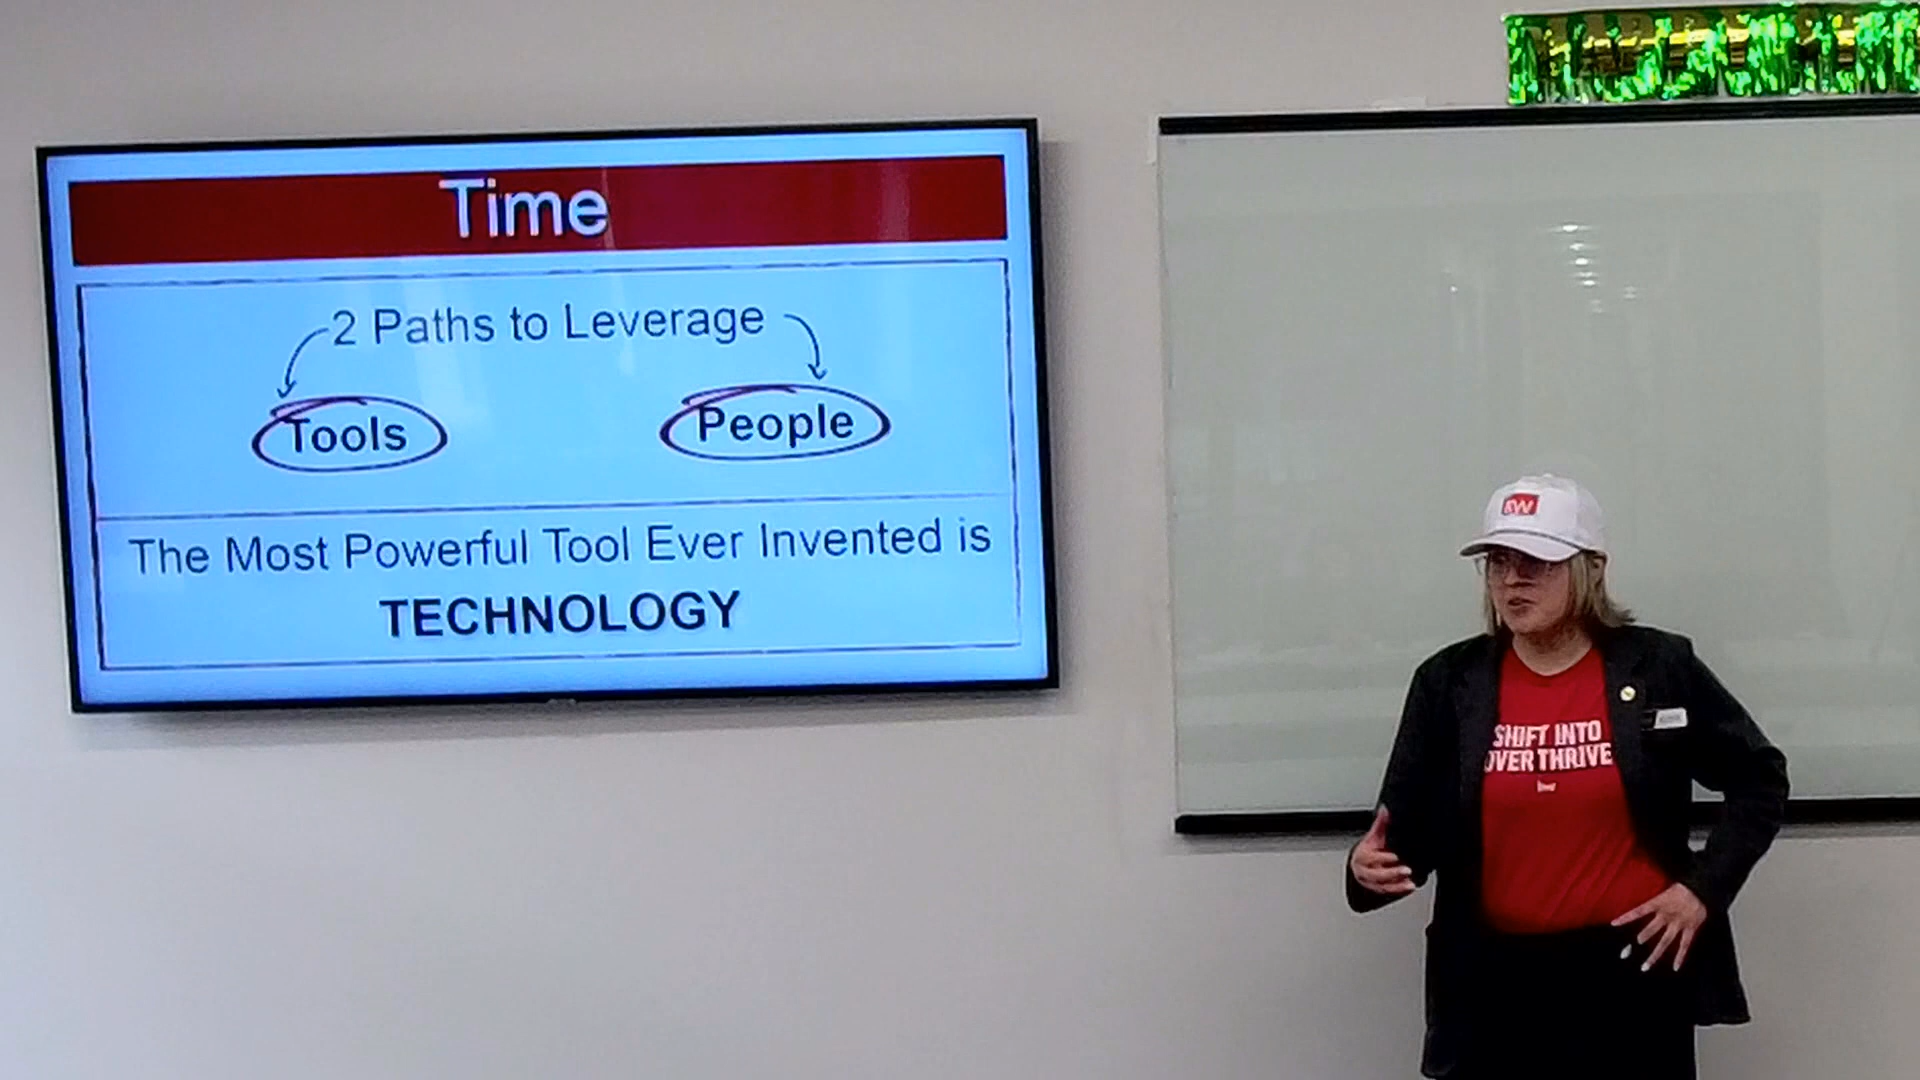 Time
2 Paths to Leverage
Tools
People
The Most Powerful Tool Ever Invented is
TECHNOLOGY
KW
SHIFT INTO
OVER THRIVE
kw